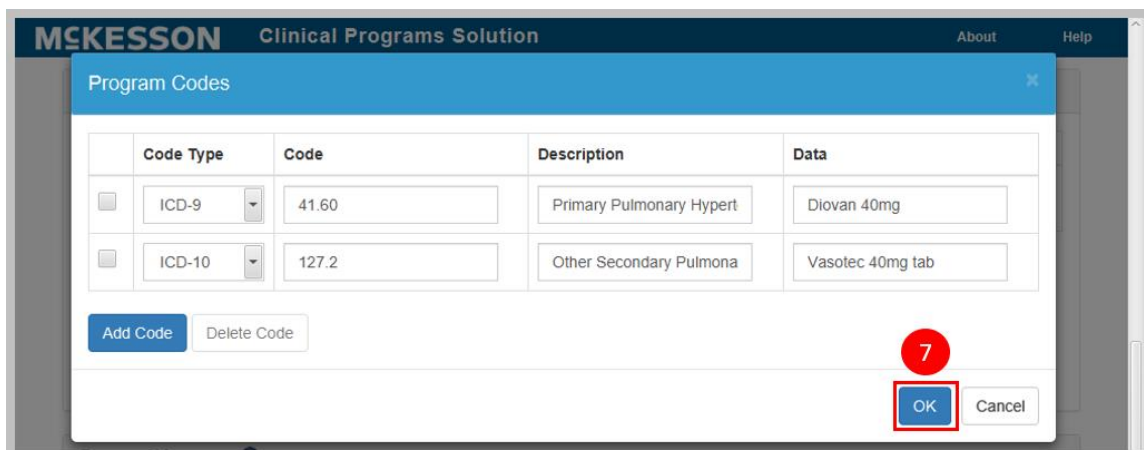 MCKESSON Clinical Programs Solution About Help
Program Codes ×
Code Type Code Description Data
ICD-9 41.60 Primary Pulmonary Hypert Diovan 40mg
ICD-10 127.2 Other Secondary Pulmona Vasotec 40mg tab
Add Code Delete Code
7
OK Cancel